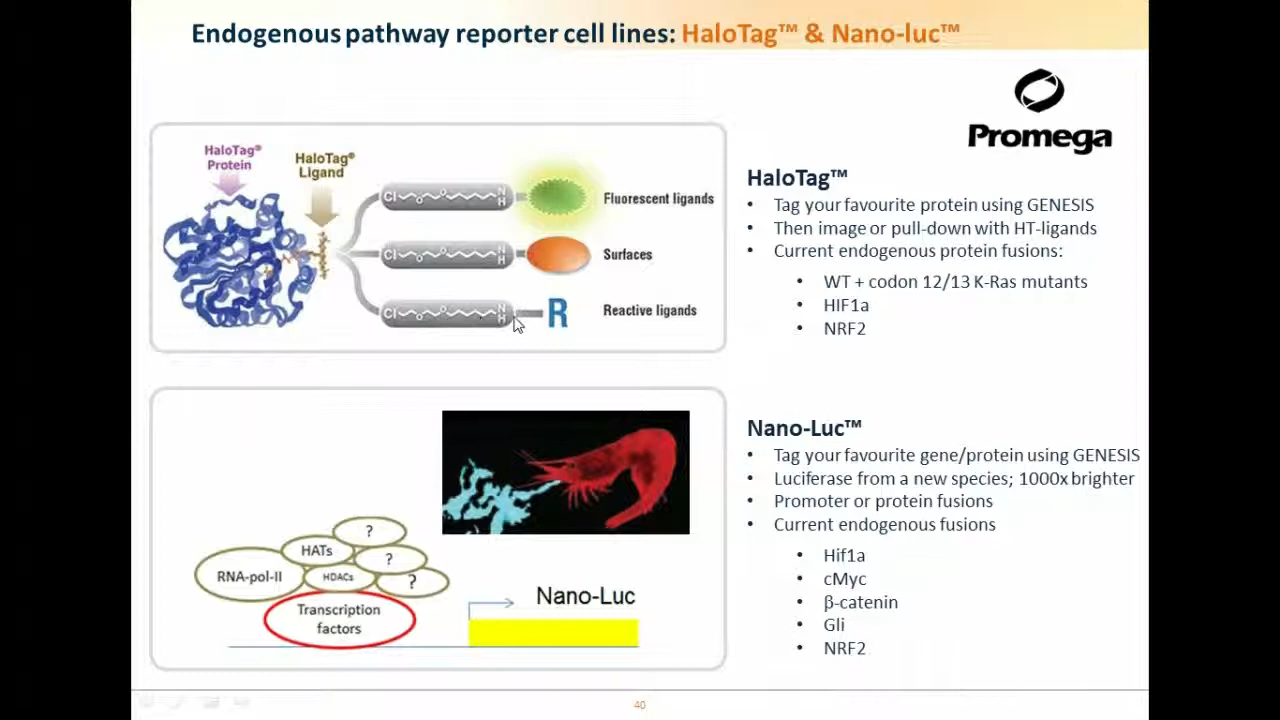 Endogenous pathway reporter cell lines: HaloTag™ & Nano-luc™
Promega
HaloTag®
Protein
HaloTag®
Ligand
Cl O O N H
Fluorescent ligands
Cl O O N H
Surfaces
Cl O O N H
R
Reactive ligands
HaloTag™
• Tag your favourite protein using GENESIS
• Then image or pull-down with HT-ligands
• Current endogenous protein fusions:
• WT + codon 12/13 K-Ras mutants
• HIF1a
• NRF2
?
HATs
?
RNA-pol-II
HDACs
?
Transcription
factors
Nano-Luc
Nano-Luc™
• Tag your favourite gene/protein using GENESIS
• Luciferase from a new species; 1000x brighter
• Promoter or protein fusions
• Current endogenous fusions
• Hif1a
• cMyc
• β-catenin
• Gli
• NRF2
40